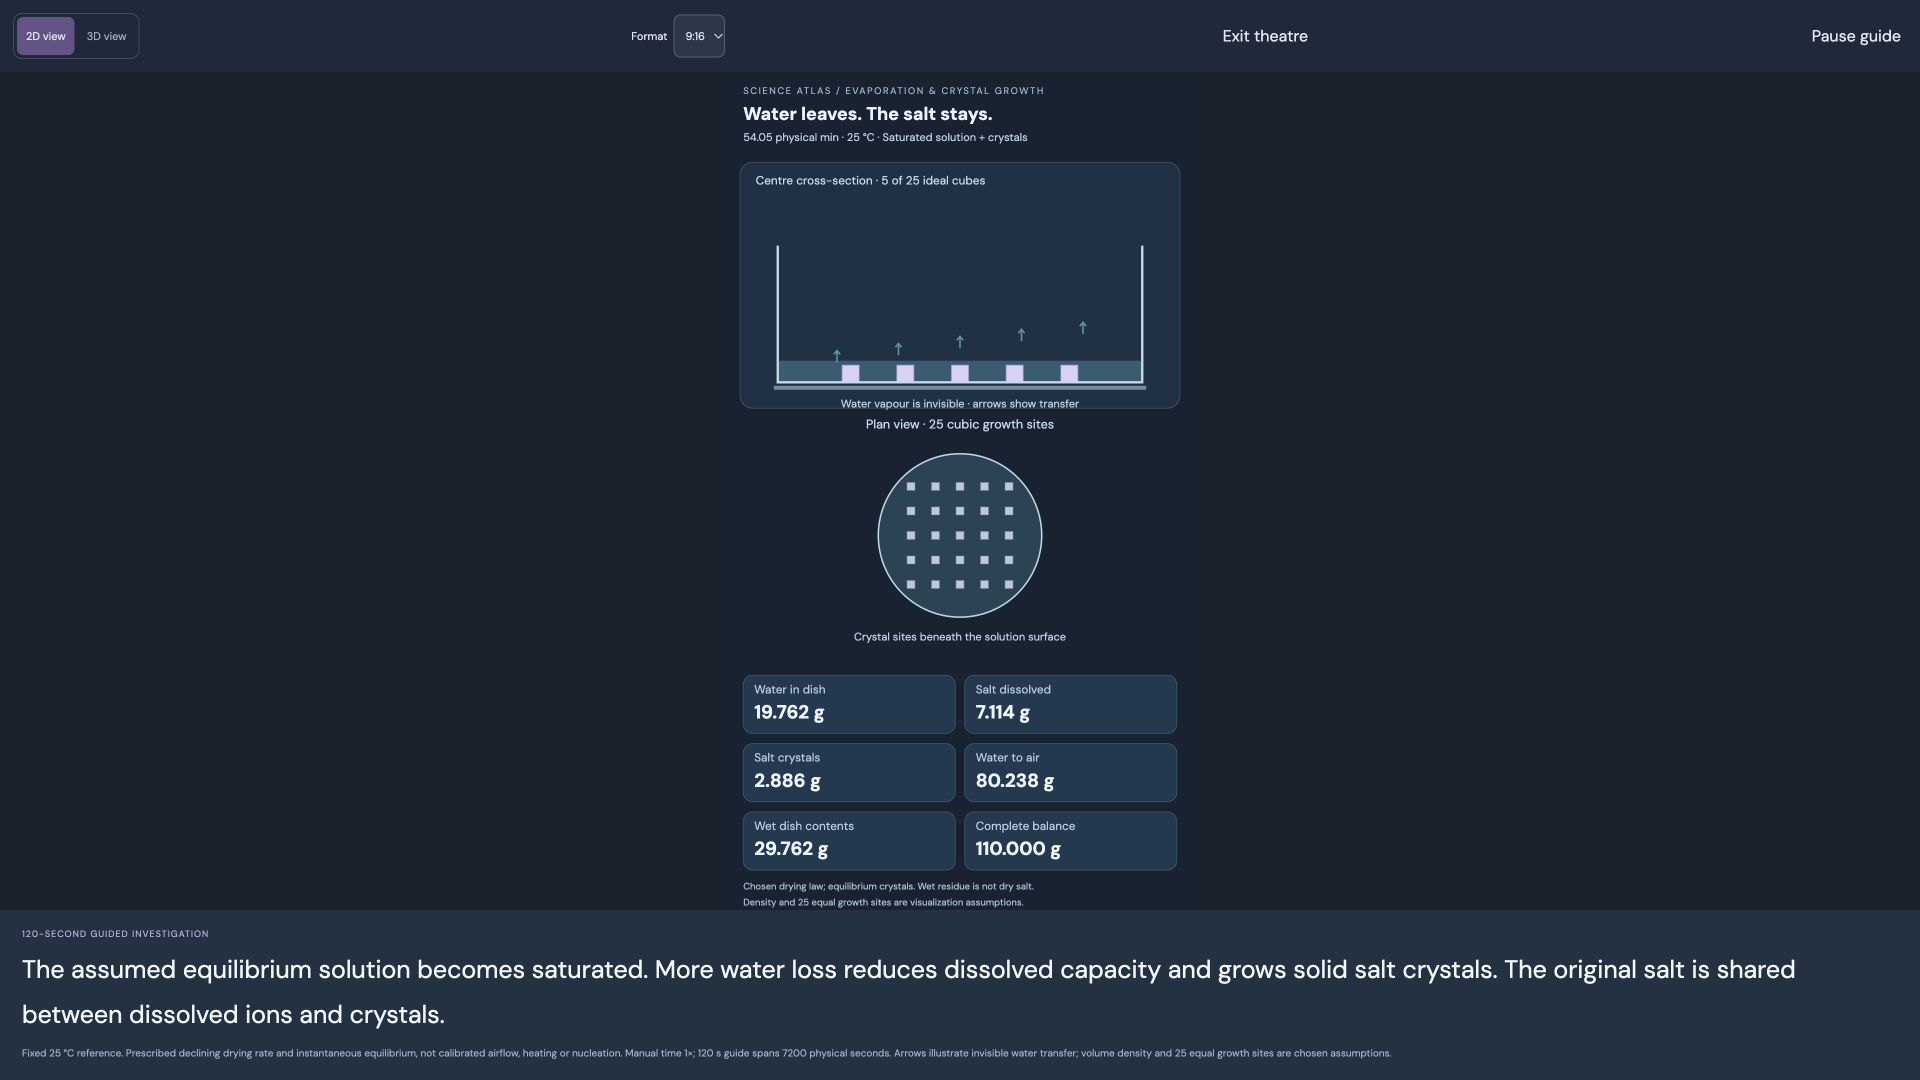 2D view
3D view
Format
9:16
Exit theatre
Pause guide
SCIENCE ATLAS / EVAPORATION & CRYSTAL GROWTH
Water leaves. The salt stays.
54.05 physical min · 25 °C · Saturated solution + crystals
Centre cross-section · 5 of 25 ideal cubes
Water vapour is invisible · arrows show transfer
Plan view · 25 cubic growth sites
Crystal sites beneath the solution surface
Water in dish
19.762 g
Salt dissolved
7.114 g
Salt crystals
2.886 g
Water to air
80.238 g
Wet dish contents
29.762 g
Complete balance
110.000 g
Chosen drying law; equilibrium crystals. Wet residue is not dry salt.
Density and 25 equal growth sites are visualization assumptions.
120-SECOND GUIDED INVESTIGATION
The assumed equilibrium solution becomes saturated. More water loss reduces dissolved capacity and grows solid salt crystals. The original salt is shared
between dissolved ions and crystals.
Fixed 25 °C reference. Prescribed declining drying rate and instantaneous equilibrium, not calibrated airflow, heating or nucleation. Manual time 1×; 120 s guide spans 7200 physical seconds. Arrows illustrate invisible water transfer; volume density and 25 equal growth sites are chosen assumptions.